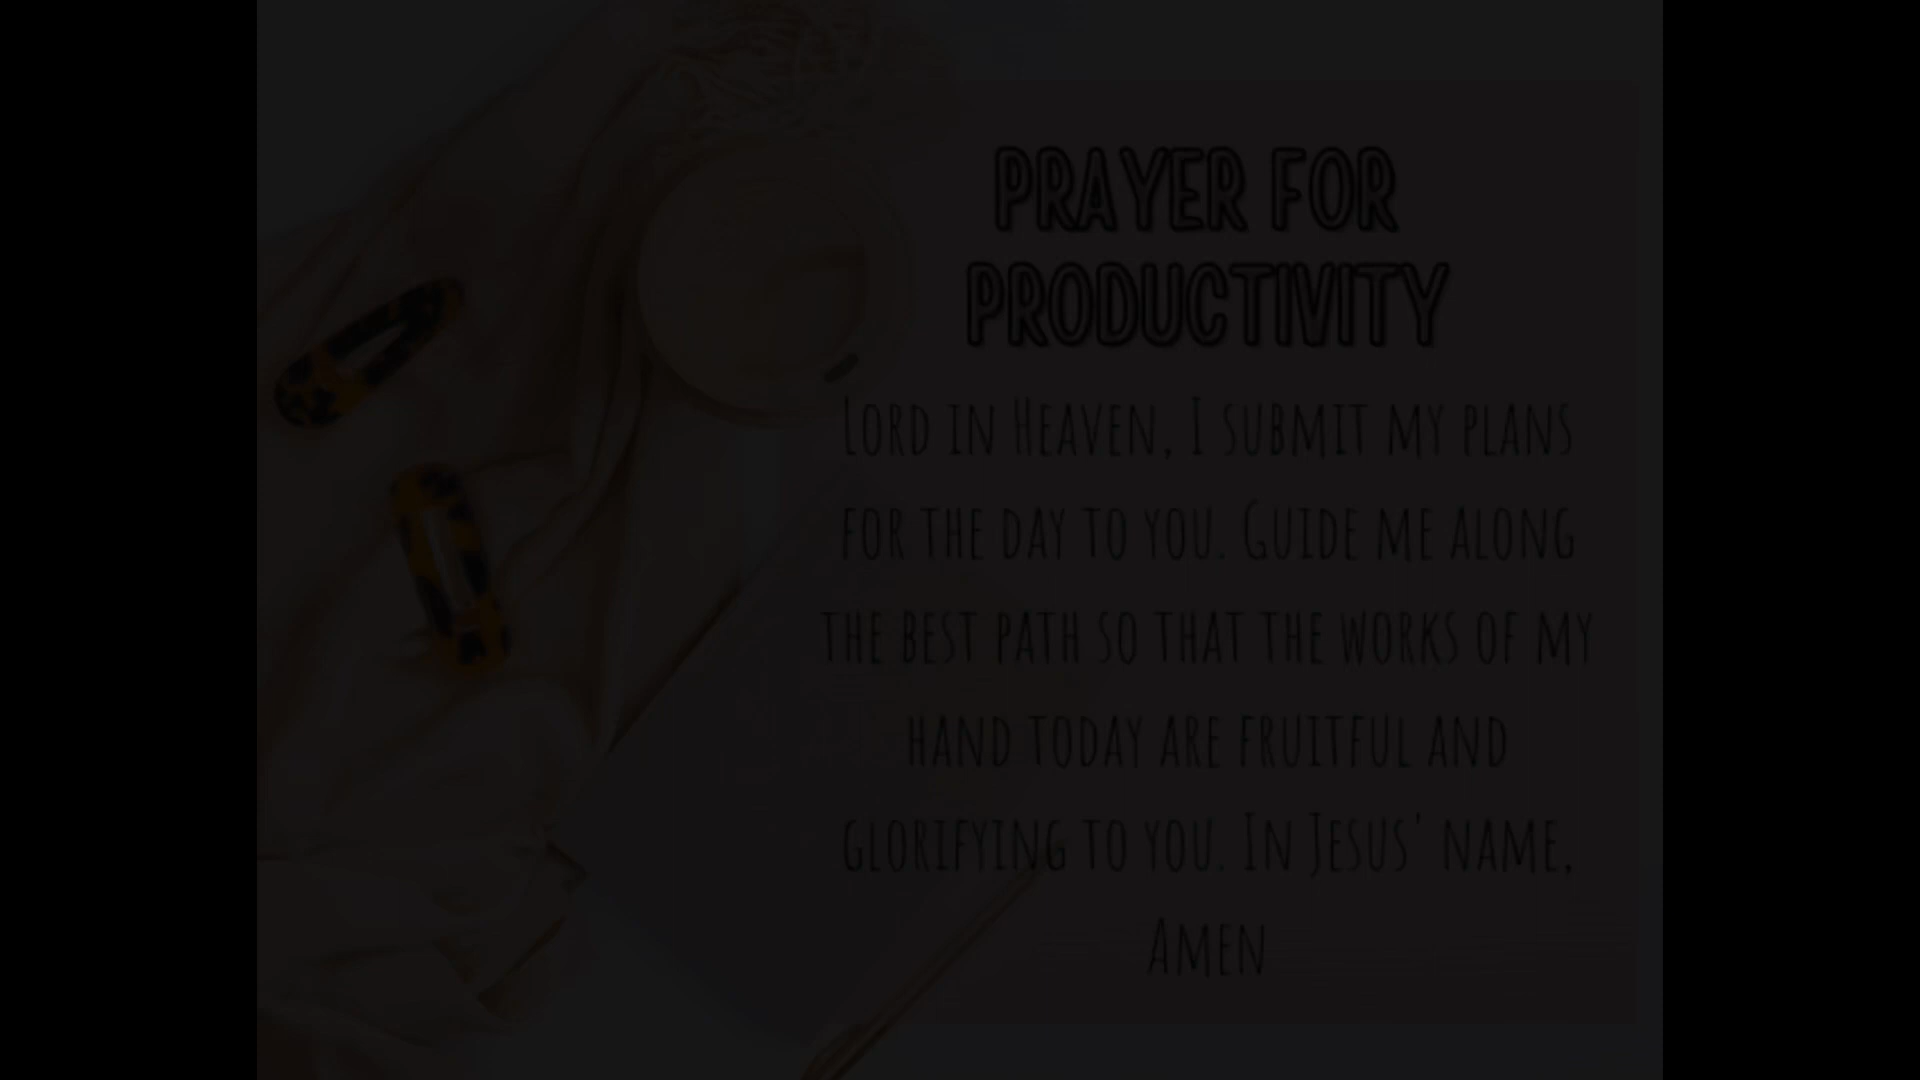 PRAYER FOR
PRODUCTIVITY
LORD IN HEAVEN, I SUBMIT MY PLANS
FOR THE DAY TO YOU. GUIDE ME ALONG
THE BEST PATH SO THAT THE WORKS OF MY
HAND TODAY ARE FRUITFUL AND
GLORIFYING TO YOU. IN JESUS' NAME,
AMEN